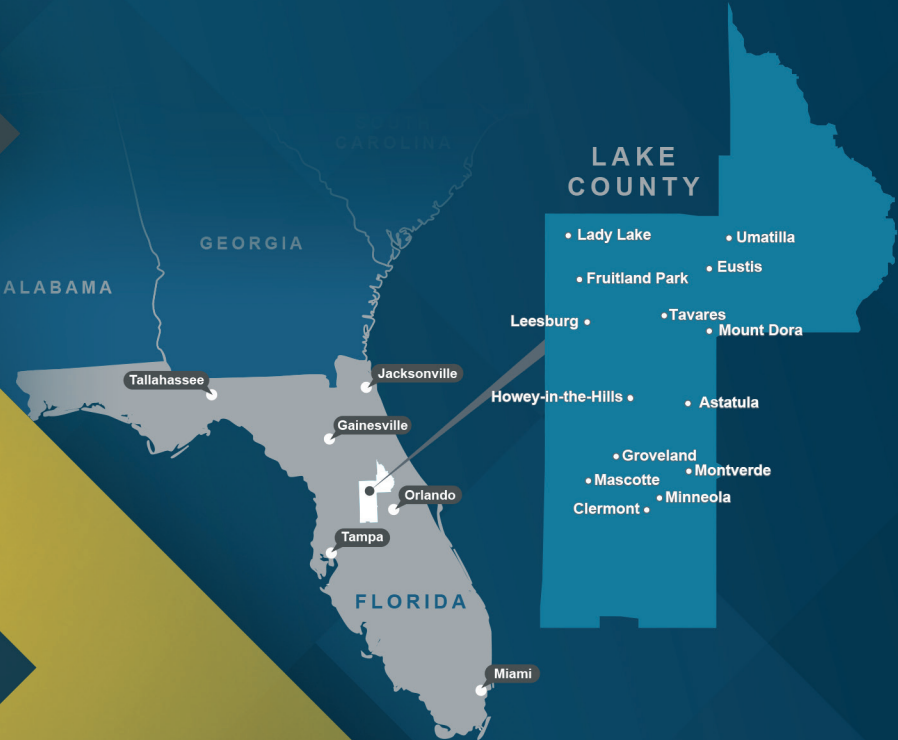 CAROLINA
GEORGIA
ALABAMA
Tallahassee
Jacksonville
Gainesville
Orlando
Tampa
FLORIDA
Miami
LAKE
COUNTY
Lady Lake
Umatilla
Eustis
Fruitland Park
Tavares
Leesburg
Mount Dora
Howey-in-the-Hills
Astatula
Groveland
Montverde
Mascotte
Minneola
Clermont